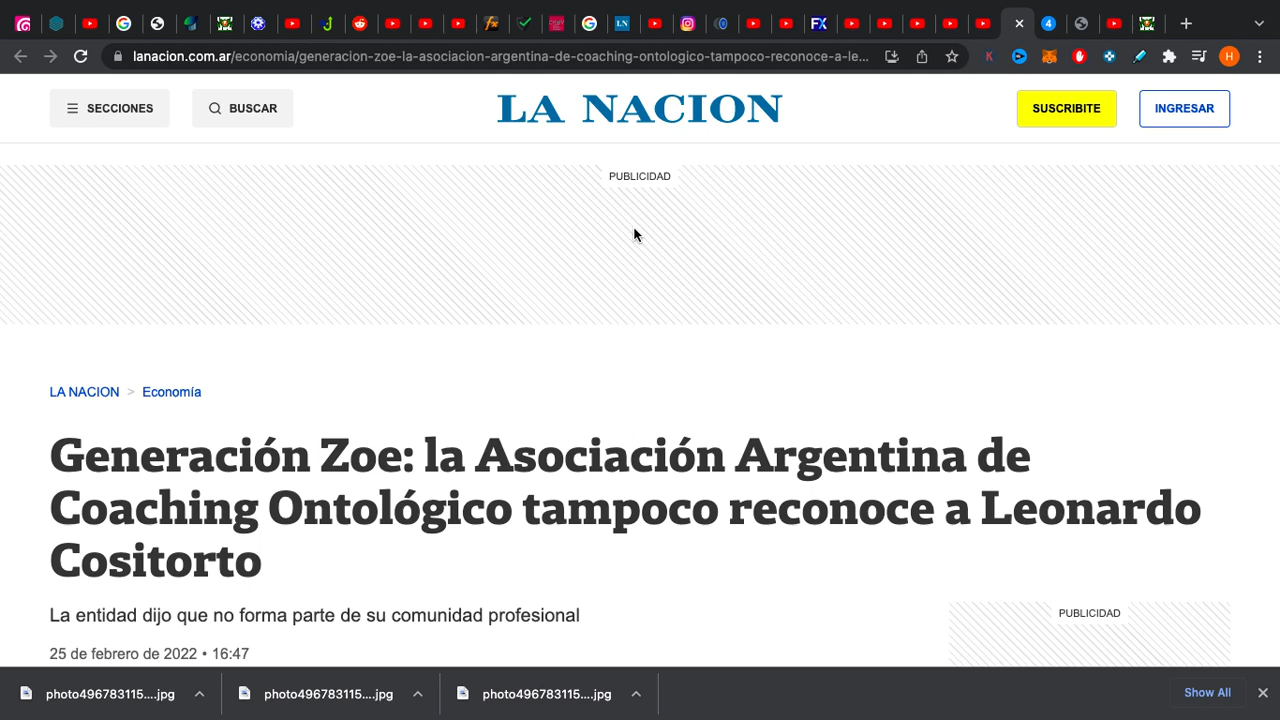 lanacion.com.ar/economia/generacion-zoe-la-asociacion-argentina-de-coaching-ontologico-tampoco-reconoce-a-le...
H
4
FX
LN
SECCIONES
BUSCAR
LA NACION
SUSCRIBITE
INGRESAR
PUBLICIDAD
LA NACION > Economía
Generación Zoe: la Asociación Argentina de
Coaching Ontológico tampoco reconoce a Leonardo
Cositorto
La entidad dijo que no forma parte de su comunidad profesional
PUBLICIDAD
25 de febrero de 2022 • 16:47
photo496783115....jpg
photo496783115....jpg
photo496783115....jpg
Show All